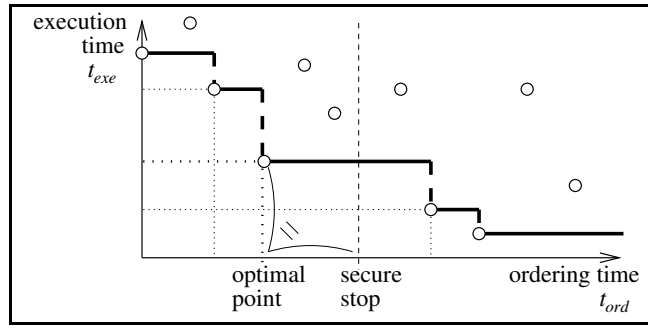 execution
time
t_exe
optimal
point
secure
stop
ordering time
t_ord